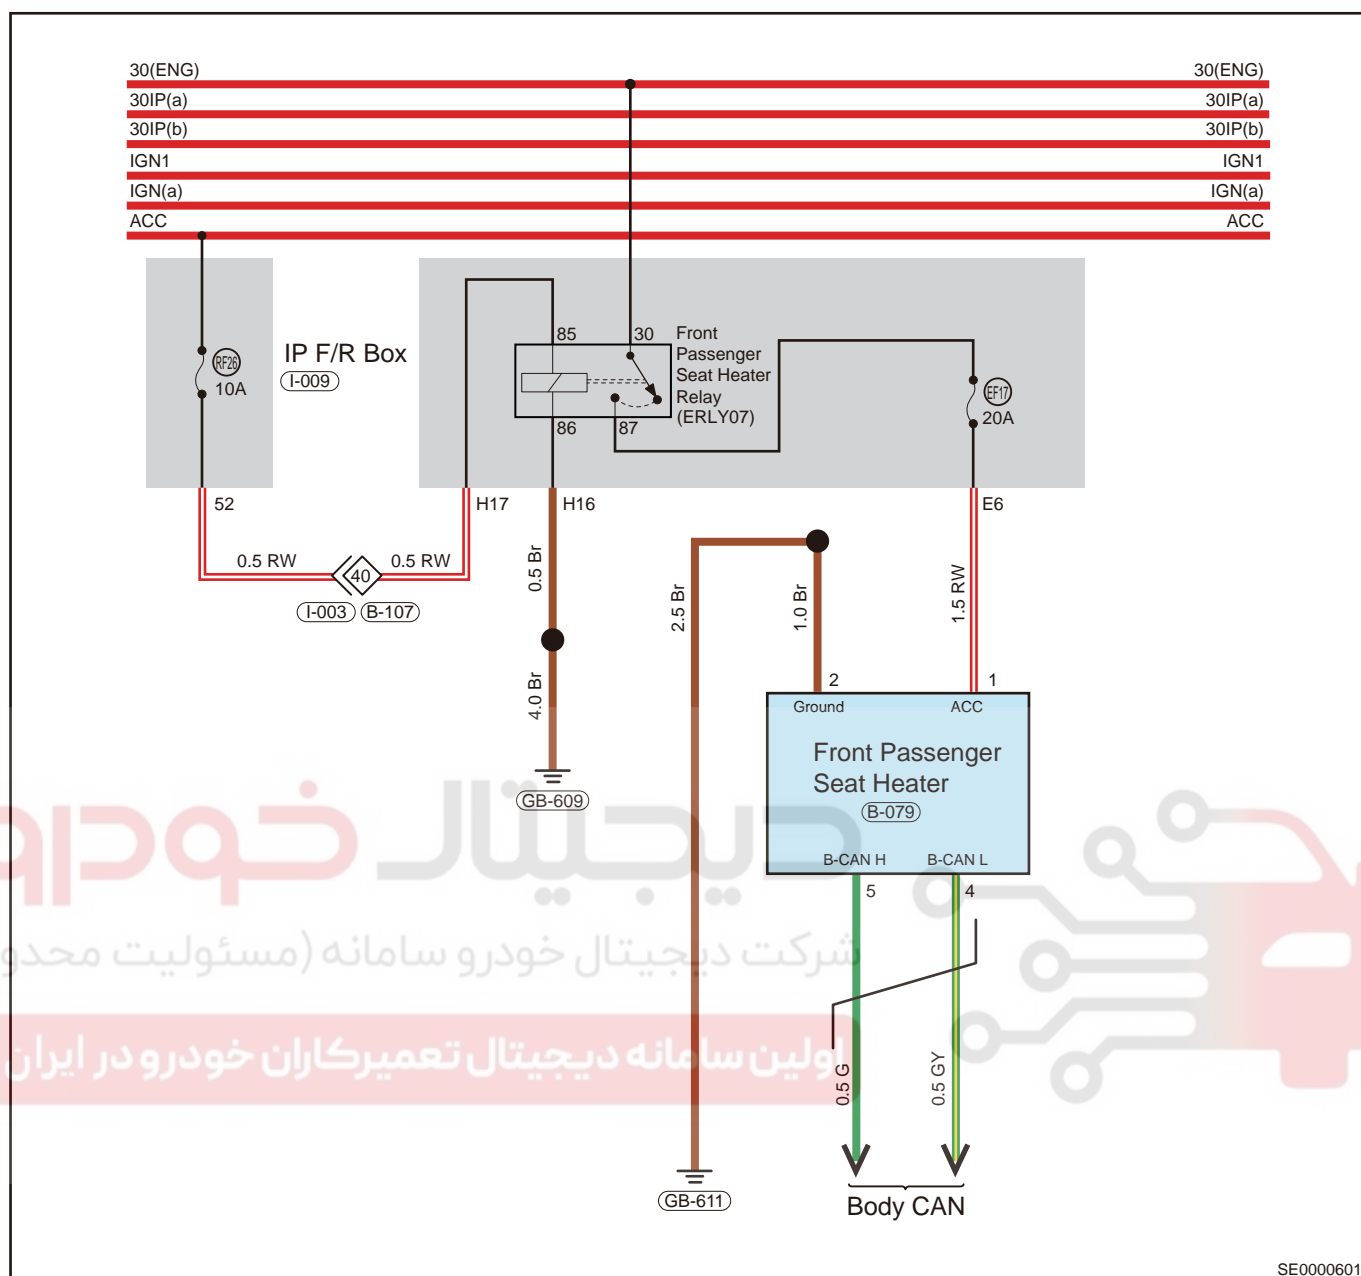 30(ENG) 30(ENG)
30IP(a) 30IP(a)
30IP(b) 30IP(b)
IGN1 IGN1
IGN(a) IGN(a)
ACC ACC
RF26
10A
IP F/R Box
I-009
85 30
Front
Passenger
Seat Heater
Relay
(ERLY07)
86 87
EF17
20A
52 H17 H16 E6
0.5 RW 0.5 RW
40
I-003 B-107
0.5 Br
4.0 Br
2.5 Br
1.0 Br
1.5 RW
GB-609
2 1
Ground ACC
Front Passenger
Seat Heater
B-079
B-CAN H B-CAN L
5 4
دیجیتال خودرو
شرکت دیجیتال خودرو سامانه (مسئولیت محدو
اولین سامانه دیجیتال تعمیرکاران خودرو در ایران
0.5 G
0.5 GY
GB-611
Body CAN
SE0000601